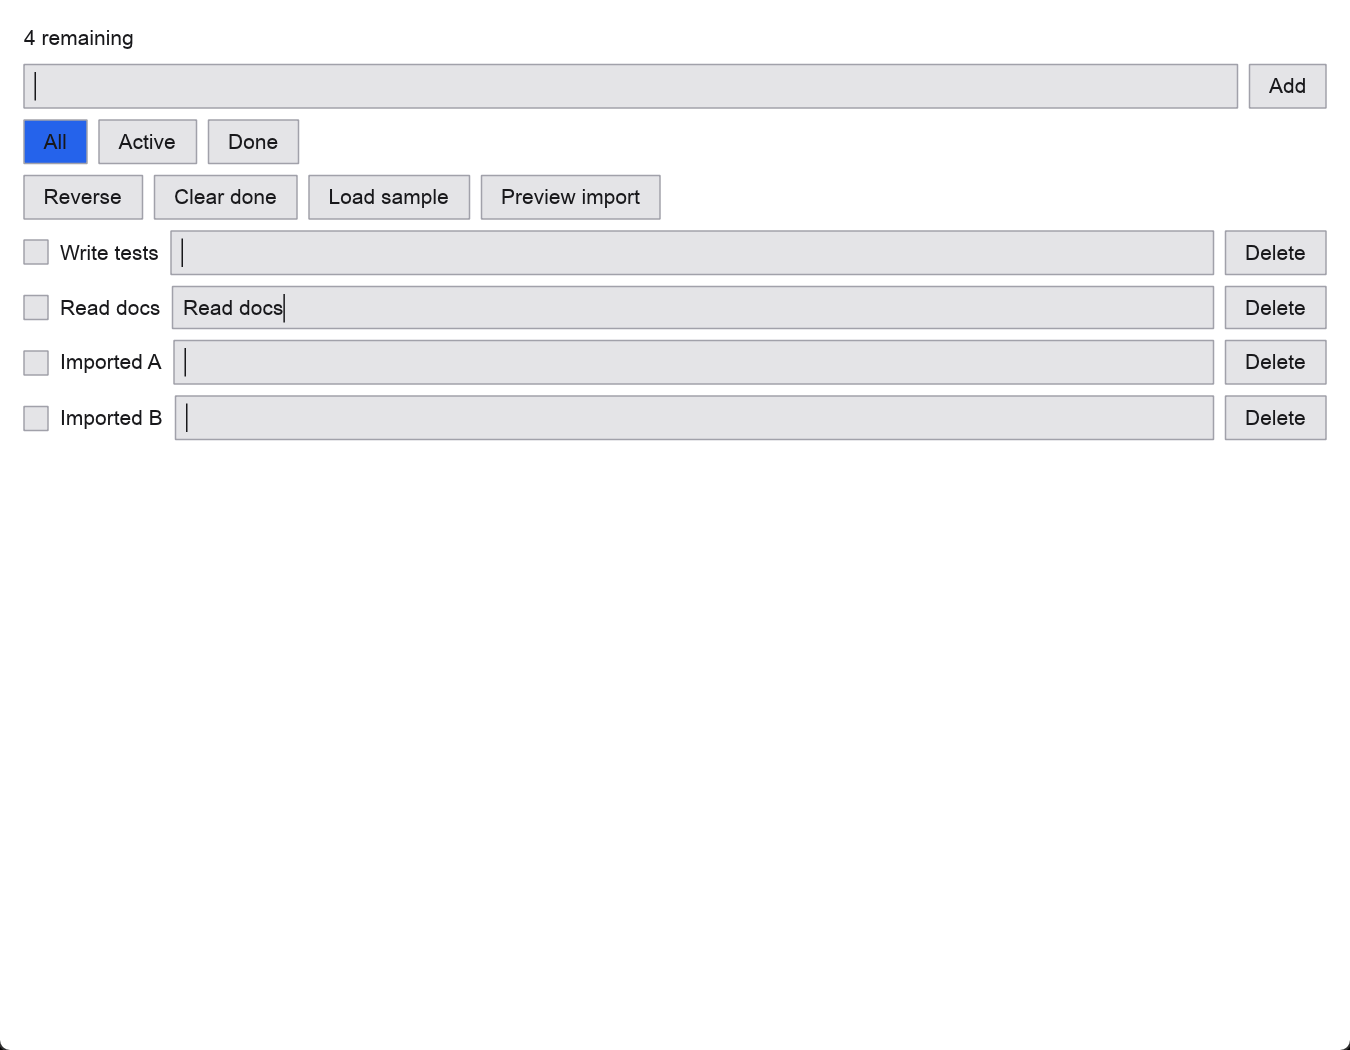 4 remaining
Add
All Active Done
Reverse Clear done Load sample Preview import
Write tests Delete
Read docs Read docs Delete
Imported A Delete
Imported B Delete